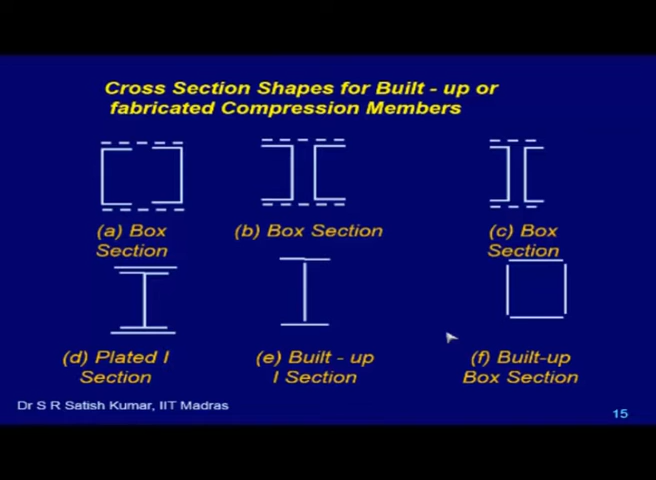 Cross Section Shapes for Built - up or
fabricated Compression Members
(a) Box
Section
(b) Box Section
(c) Box
Section
(d) Plated I
Section
(e) Built - up
I Section
(f) Built-up
Box Section
Dr S R Satish Kumar, IIT Madras
15